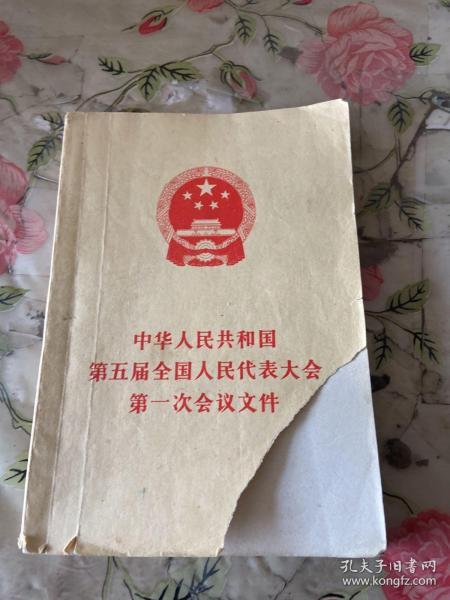 中华人民共和国
第五届全国人民代表大会
第一次会议文件
孔夫子旧书网
www.kongfz.com